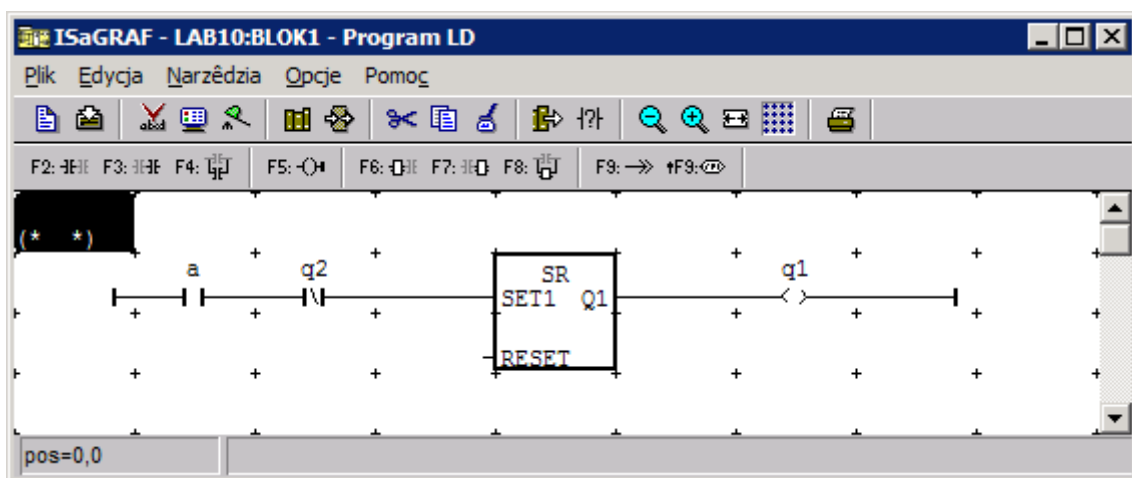 ISaGRAF - LAB10:BLOK1 - Program LD
Plik Edycja Narzêdzia Opcje Pomoc
F2: F3: F4: F5: F6: F7: F8: F9: F9:
(* *)
a q2 SR q1
SET1 Q1
RESET
pos=0,0